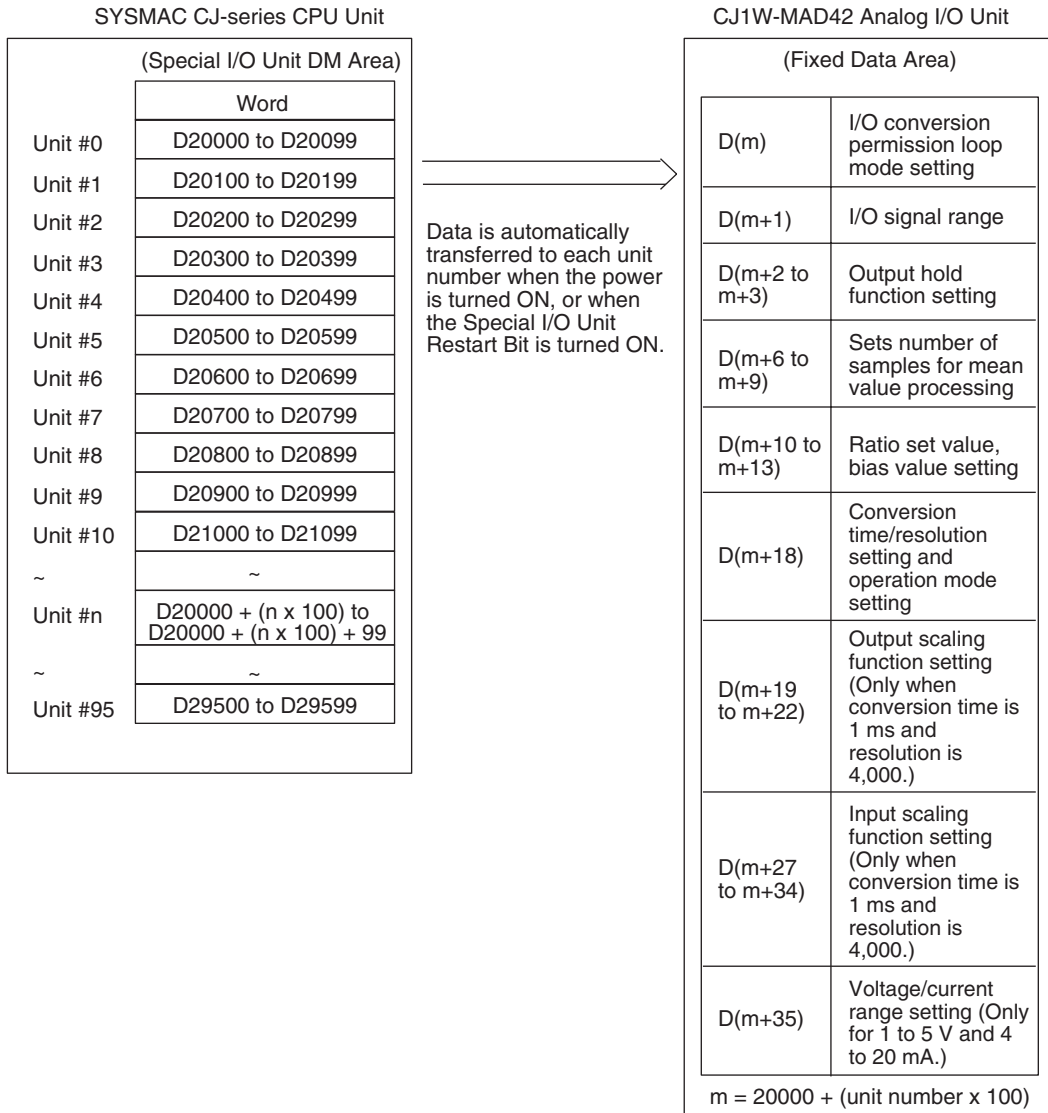 SYSMAC CJ-series CPU Unit
(Special I/O Unit DM Area)
Word
Unit #0 D20000 to D20099
Unit #1 D20100 to D20199
Unit #2 D20200 to D20299
Unit #3 D20300 to D20399
Unit #4 D20400 to D20499
Unit #5 D20500 to D20599
Unit #6 D20600 to D20699
Unit #7 D20700 to D20799
Unit #8 D20800 to D20899
Unit #9 D20900 to D20999
Unit #10 D21000 to D21099
~ ~
Unit #n D20000 + (n x 100) to
D20000 + (n x 100) + 99
~ ~
Unit #95 D29500 to D29599
Data is automatically
transferred to each unit
number when the power
is turned ON, or when
the Special I/O Unit
Restart Bit is turned ON.
CJ1W-MAD42 Analog I/O Unit
(Fixed Data Area)
D(m)
I/O conversion
permission loop
mode setting
D(m+1)
I/O signal range
D(m+2 to
m+3)
Output hold
function setting
D(m+6 to
m+9)
Sets number of
samples for mean
value processing
D(m+10 to
m+13)
Ratio set value,
bias value setting
D(m+18)
Conversion
time/resolution
setting and
operation mode
setting
D(m+19
to m+22)
Output scaling
function setting
(Only when
conversion time is
1 ms and
resolution is
4,000.)
D(m+27
to m+34)
Input scaling
function setting
(Only when
conversion time is
1 ms and
resolution is
4,000.)
D(m+35)
Voltage/current
range setting (Only
for 1 to 5 V and 4
to 20 mA.)
m = 20000 + (unit number x 100)